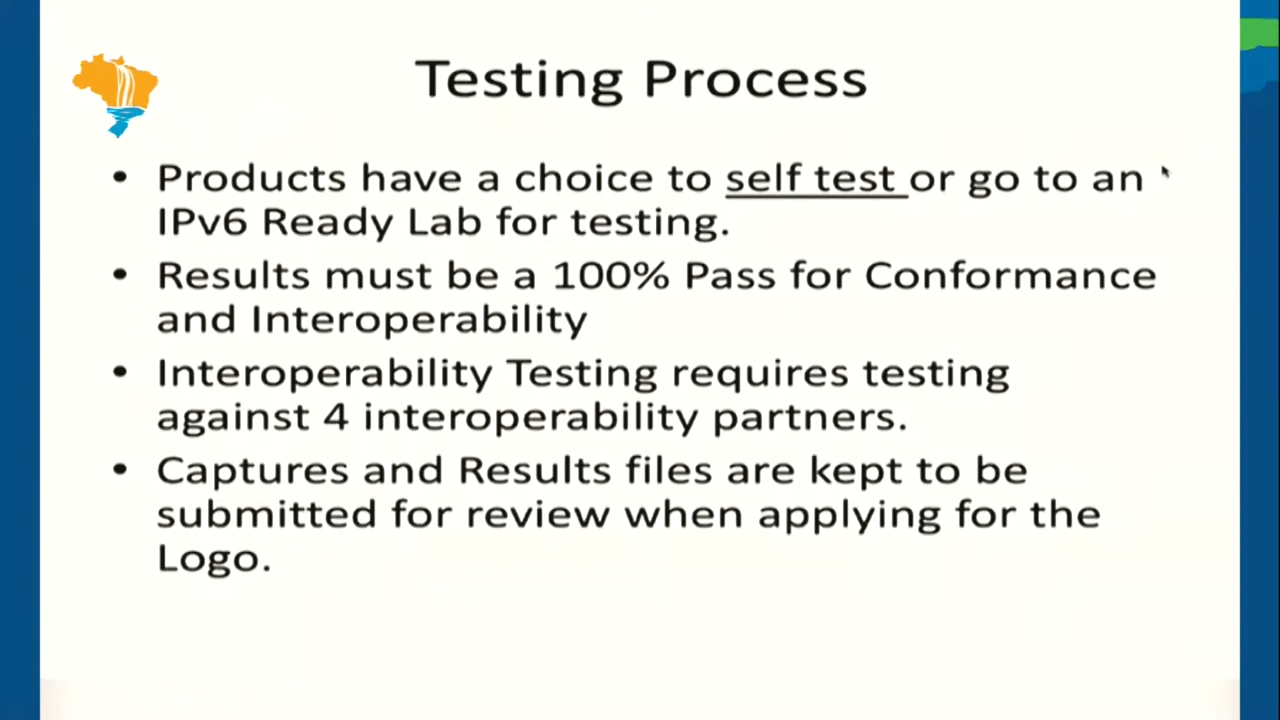 Testing Process
• Products have a choice to self test or go to an
IPv6 Ready Lab for testing.
• Results must be a 100% Pass for Conformance
and Interoperability
• Interoperability Testing requires testing
against 4 interoperability partners.
• Captures and Results files are kept to be
submitted for review when applying for the
Logo.